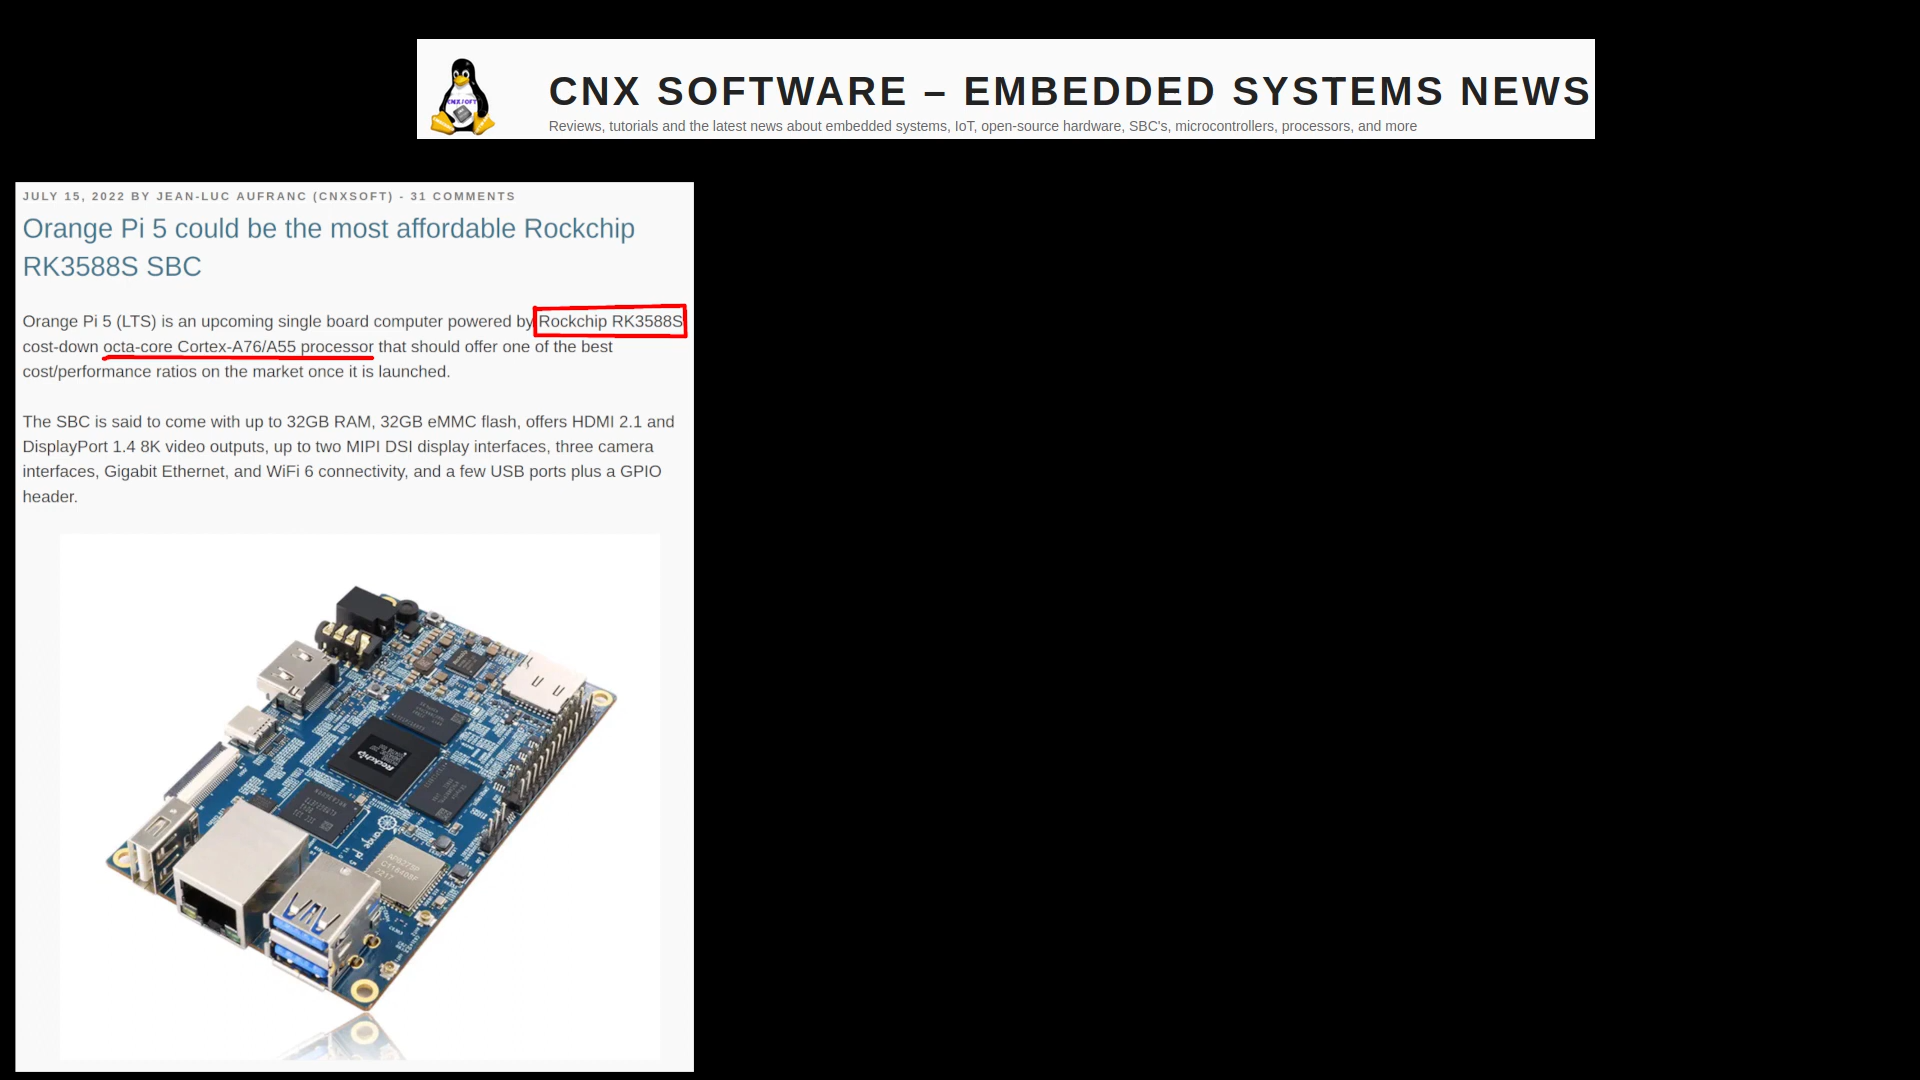 CNX SOFTWARE – EMBEDDED SYSTEMS NEWS
Reviews, tutorials and the latest news about embedded systems, IoT, open-source hardware, SBC's, microcontrollers, processors, and more
JULY 15, 2022 BY JEAN-LUC AUFRANC (CNXSOFT) - 31 COMMENTS
Orange Pi 5 could be the most affordable Rockchip
RK3588S SBC
Orange Pi 5 (LTS) is an upcoming single board computer powered by Rockchip RK3588S
cost-down octa-core Cortex-A76/A55 processor that should offer one of the best
cost/performance ratios on the market once it is launched.
The SBC is said to come with up to 32GB RAM, 32GB eMMC flash, offers HDMI 2.1 and
DisplayPort 1.4 8K video outputs, up to two MIPI DSI display interfaces, three camera
interfaces, Gigabit Ethernet, and WiFi 6 connectivity, and a few USB ports plus a GPIO
header.
Rockchip